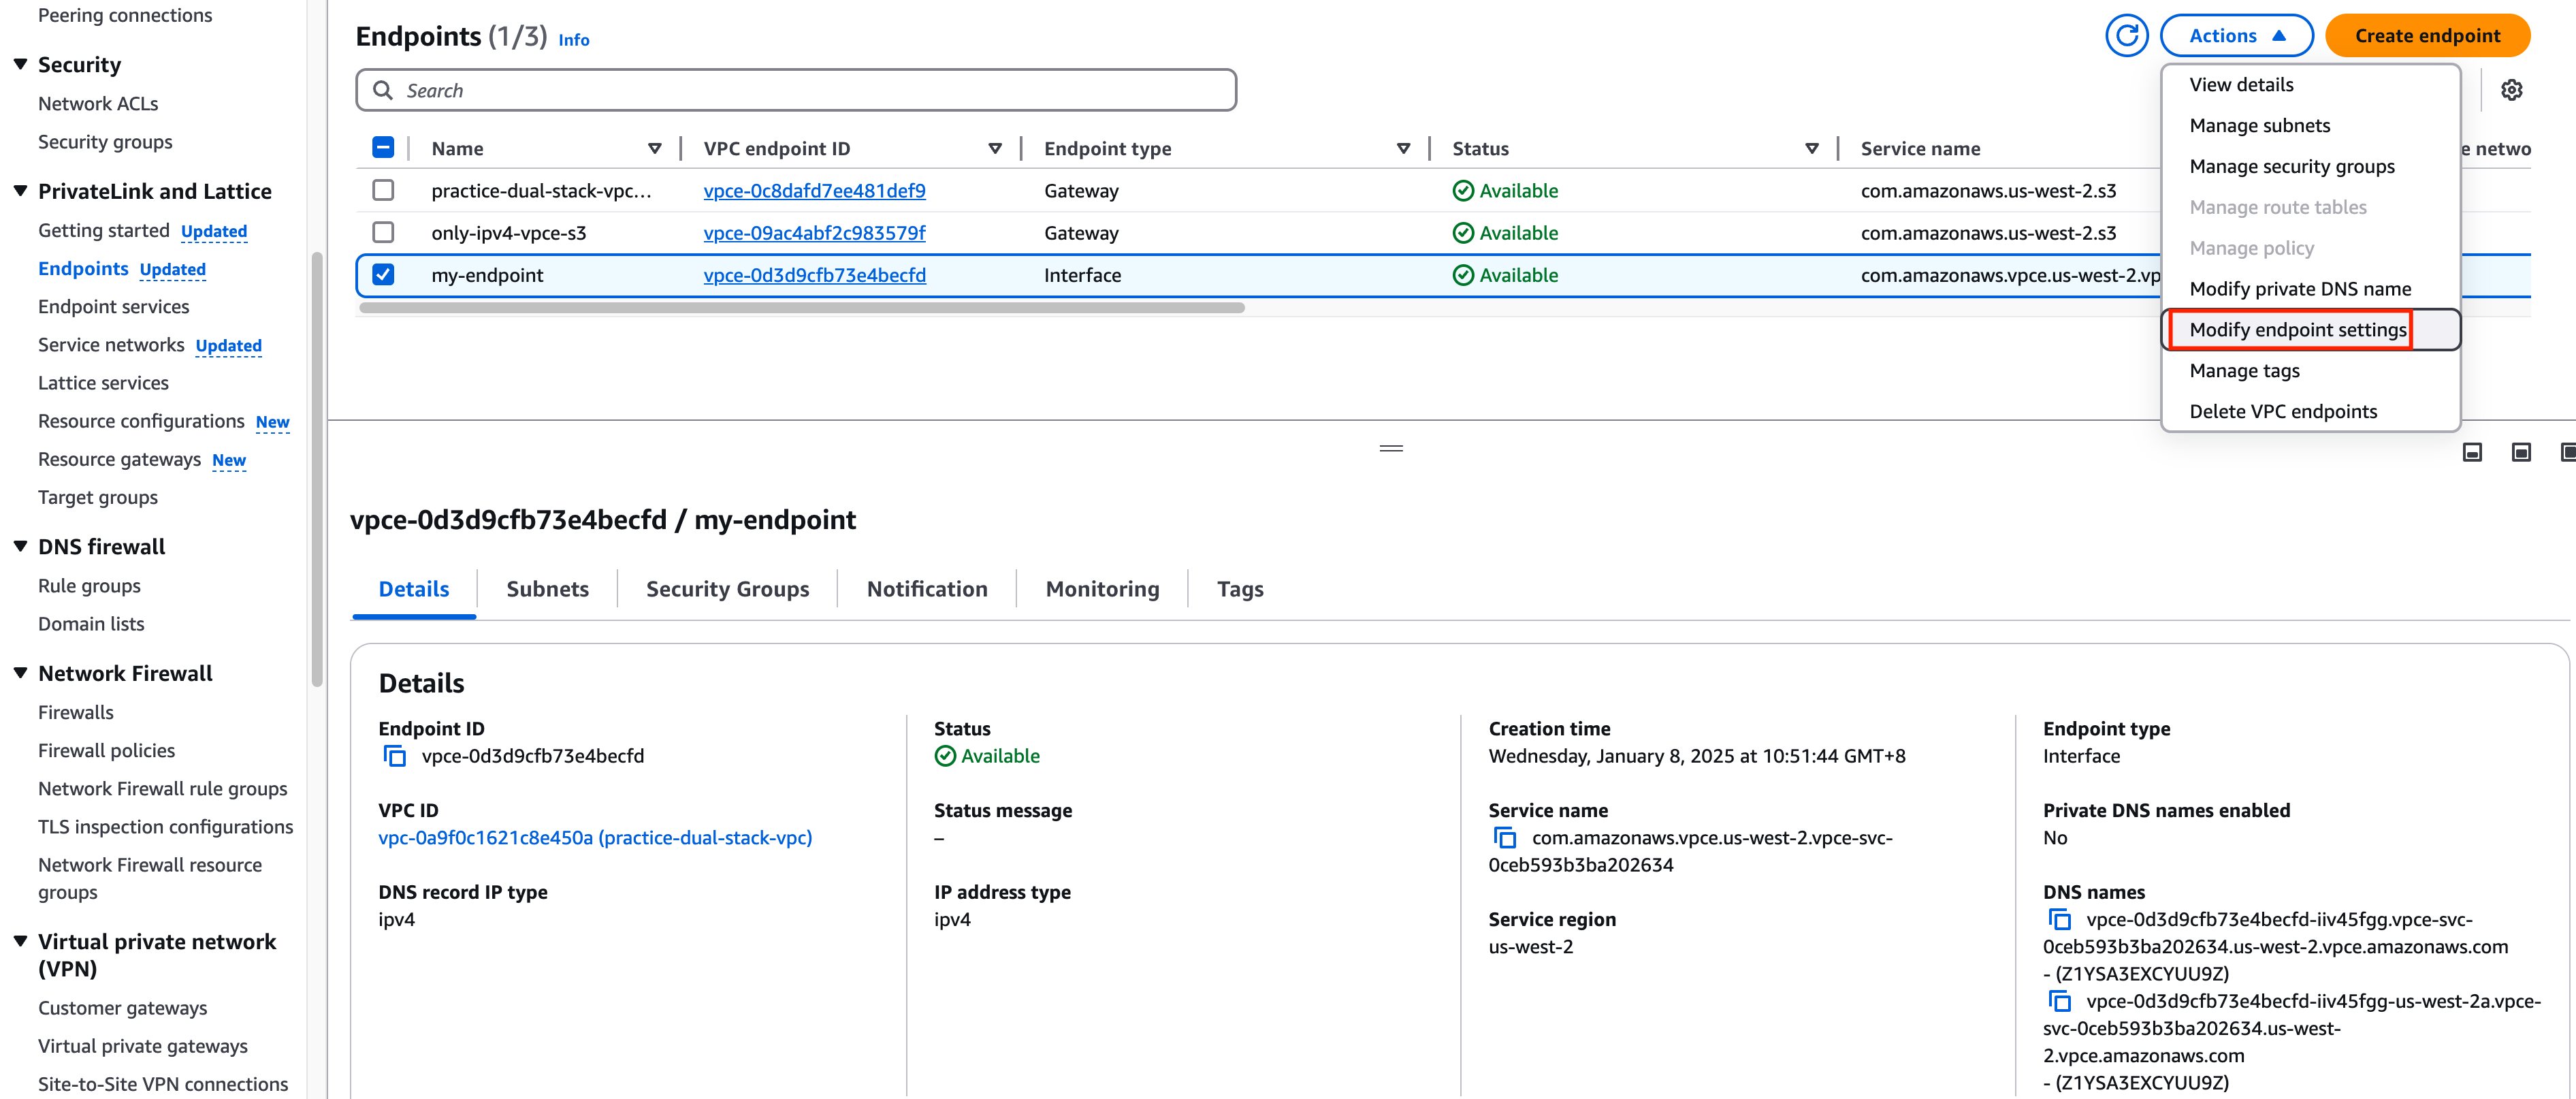 Peering connections
Security
Network ACLs
Security groups
PrivateLink and Lattice
Getting started Updated
Endpoints Updated
Endpoint services
Service networks Updated
Lattice services
Resource configurations New
Resource gateways New
Target groups
DNS firewall
Rule groups
Domain lists
Network Firewall
Firewalls
Firewall policies
Network Firewall rule groups
TLS inspection configurations
Network Firewall resource
groups
Virtual private network
(VPN)
Customer gateways
Virtual private gateways
Site-to-Site VPN connections
Endpoints (1/3) Info
Actions
Create endpoint
Search
View details
Manage subnets
Manage security groups
Manage route tables
Manage policy
Modify private DNS name
Modify endpoint settings
Manage tags
Delete VPC endpoints
Name VPC endpoint ID Endpoint type Status Service name e netwo
practice-dual-stack-vpc... vpce-0c8dafd7ee481def9 Gateway Available com.amazonaws.us-west-2.s3
only-ipv4-vpce-s3 vpce-09ac4abf2c983579f Gateway Available com.amazonaws.us-west-2.s3
my-endpoint vpce-0d3d9cfb73e4becfd Interface Available com.amazonaws.vpce.us-west-2.vp
vpce-0d3d9cfb73e4becfd / my-endpoint
Details Subnets Security Groups Notification Monitoring Tags
Details
Endpoint ID
vpce-0d3d9cfb73e4becfd
VPC ID
vpc-0a9f0c1621c8e450a (practice-dual-stack-vpc)
DNS record IP type
ipv4
Status
Available
Status message
–
IP address type
ipv4
Creation time
Wednesday, January 8, 2025 at 10:51:44 GMT+8
Service name
com.amazonaws.vpce.us-west-2.vpce-svc-
0ceb593b3ba202634
Service region
us-west-2
Endpoint type
Interface
Private DNS names enabled
No
DNS names
vpce-0d3d9cfb73e4becfd-iiv45fgg.vpce-svc-
0ceb593b3ba202634.us-west-2.vpce.amazonaws.com
- (Z1YSA3EXCYUU9Z)
vpce-0d3d9cfb73e4becfd-iiv45fgg-us-west-2a.vpce-
svc-0ceb593b3ba202634.us-west-
2.vpce.amazonaws.com
- (Z1YSA3EXCYUU9Z)